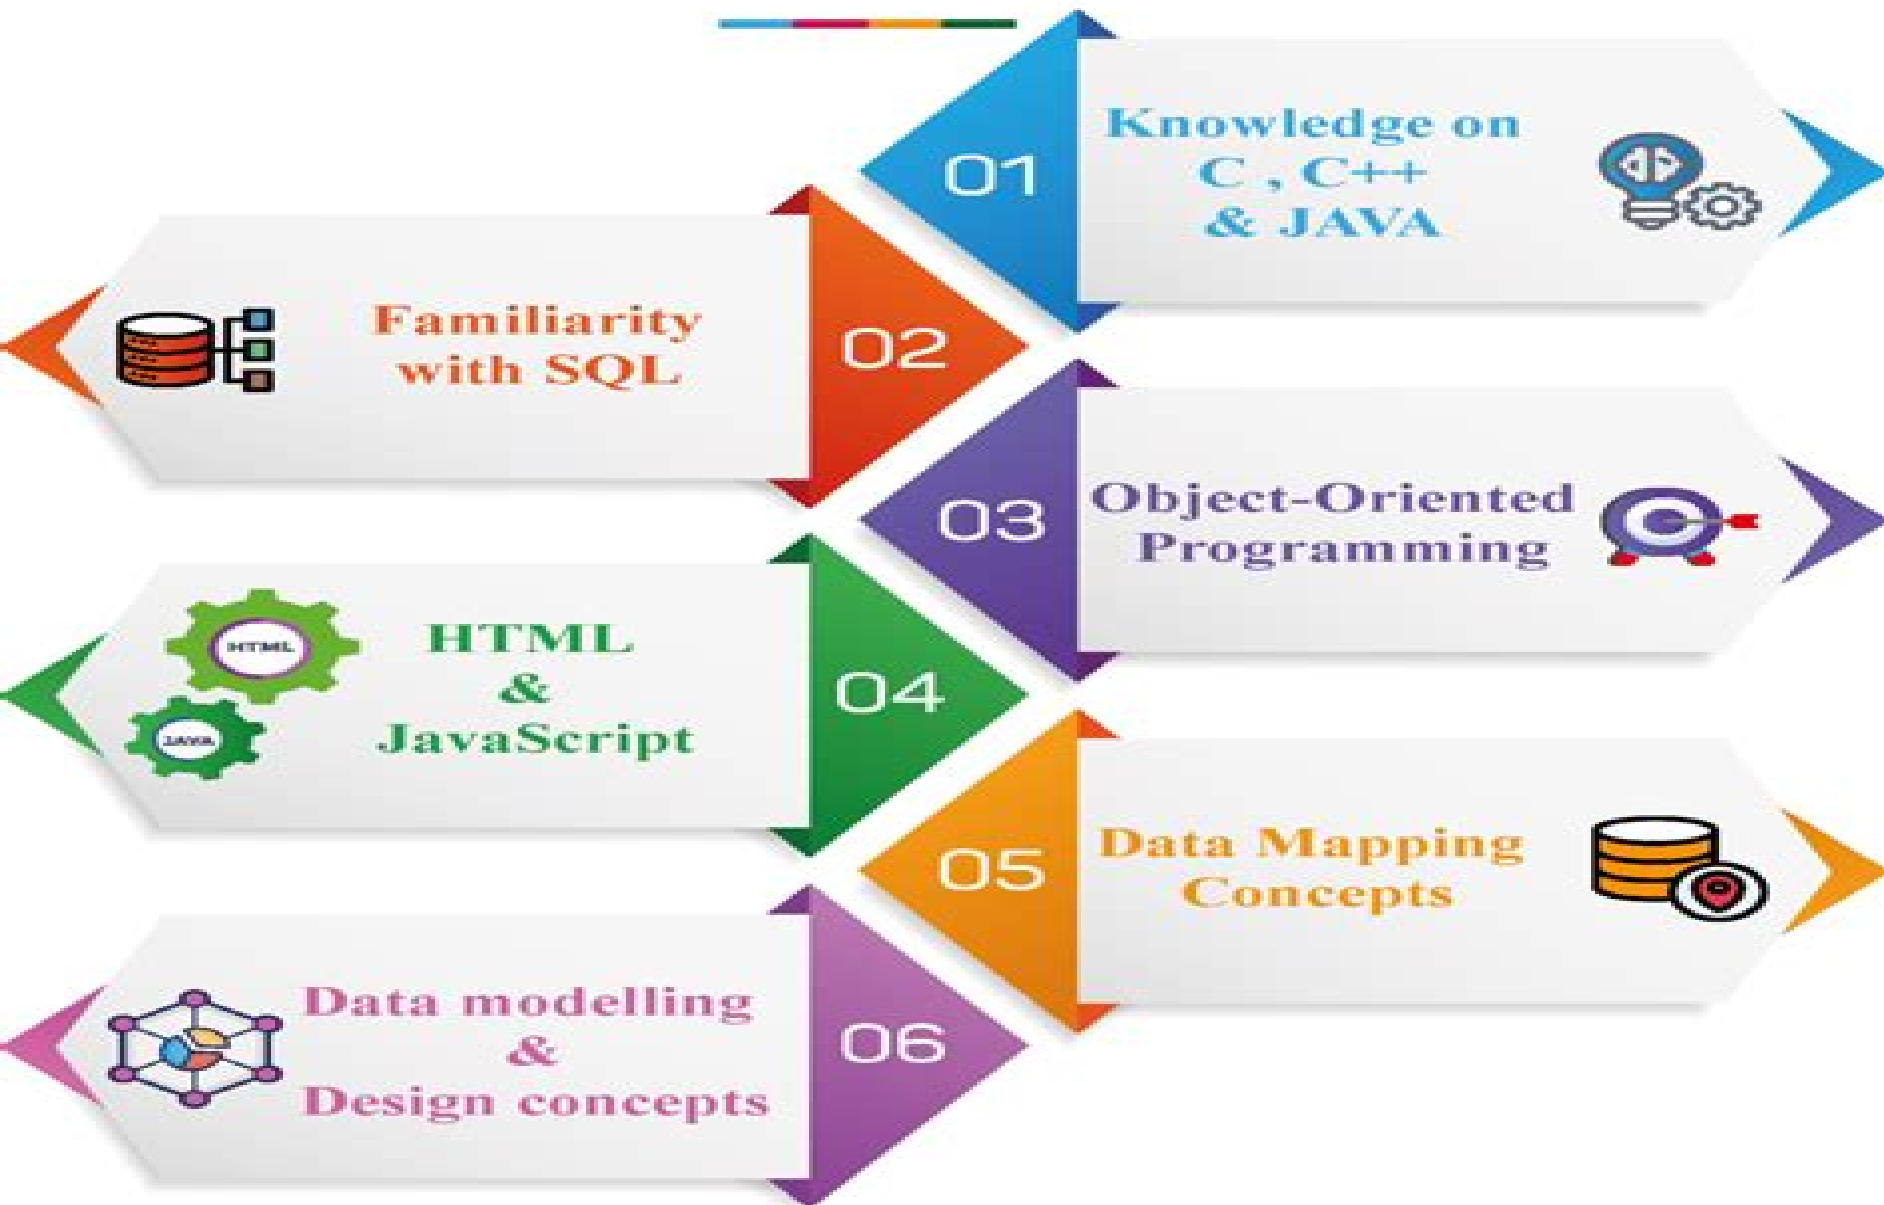 01
Knowledge on
C , C++
& JAVA
02
Familiarity
with SQL
03
Object-Oriented
Programming
04
HTML
&
JavaScript
HTML
JAVA
05
Data Mapping
Concepts
06
Data modelling
&
Design concepts